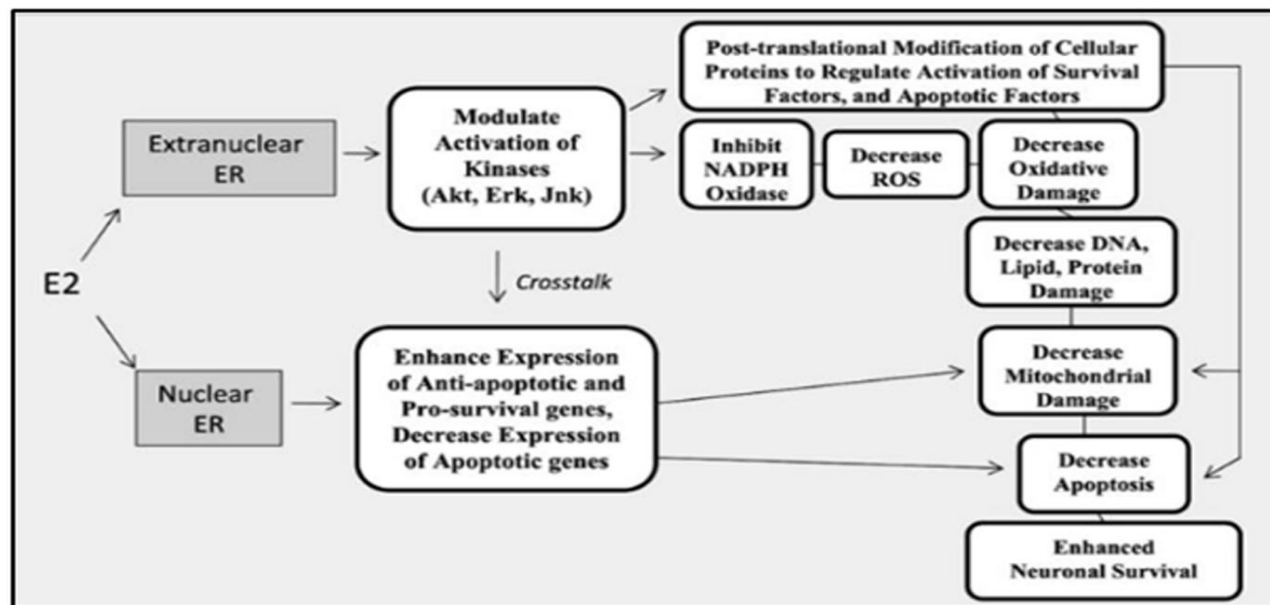 Post-translational Modification of Cellular
Proteins to Regulate Activation of Survival
Factors, and Apoptotic Factors
Extranuclear
ER
Modulate
Activation of
Kinases
(Akt, Erk, Jnk)
Inhibit
NADPH
Oxidase
Decrease
ROS
Decrease
Oxidative
Damage
Decrease DNA,
Lipid, Protein
Damage
E2
Crosstalk
Nuclear
ER
Enhance Expression
of Anti-apoptotic and
Pro-survival genes,
Decrease Expression
of Apoptotic genes
Decrease
Mitochondrial
Damage
Decrease
Apoptosis
Enhanced
Neuronal Survival